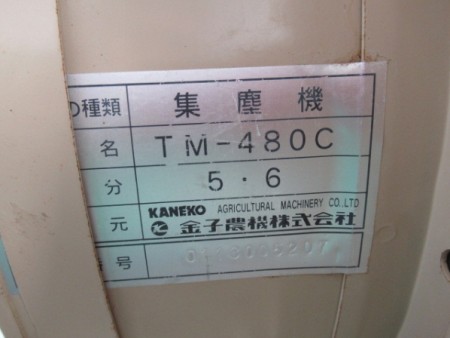 の種類 集塵機
名 TM-480C
分 5・6
元 KANEKO AGRICULTURAL MACHINERY CO.,LTD
金子農機株式会社
番号